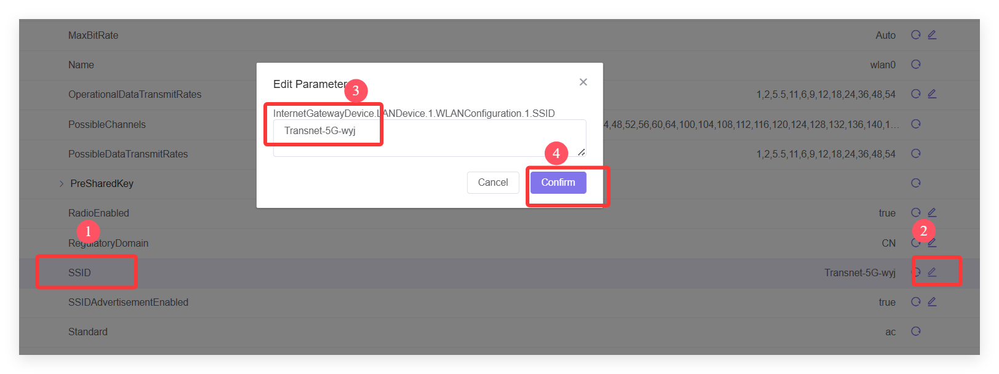 MaxBitRate Auto
Name wlan0
OperationalDataTransmitRates 1,2,5.5,11,6,9,12,18,24,36,48,54
PossibleChannels 4,48,52,56,60,64,100,104,108,112,116,120,124,128,132,136,140,1...
PossibleDataTransmitRates 1,2,5.5,11,6,9,12,18,24,36,48,54
PreSharedKey
RadioEnabled true
1
2
RegulatoryDomain CN
SSID Transnet-5G-wyj
SSIDAdvertisementEnabled true
Standard ac
Edit Parameter
3
InternetGatewayDevice.LANDevice.1.WLANConfiguration.1.SSID
Transnet-5G-wyj
4
Cancel Confirm